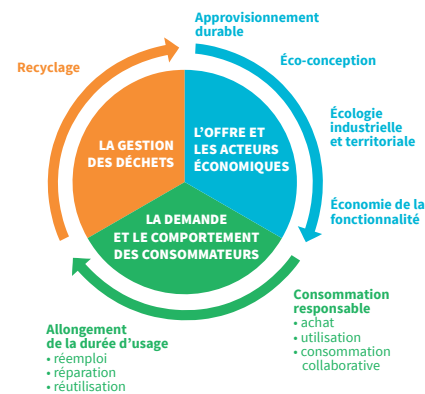 Approvisionnement
durable
Éco-conception
Écologie
industrielle
et territoriale
Économie de la
fonctionnalité
Recyclage
LA GESTION
DES DÉCHETS
L’OFFRE ET
LES ACTEURS
ÉCONOMIQUES
LA DEMANDE
ET LE COMPORTEMENT
DES CONSOMMATEURS
Consommation
responsable
• achat
• utilisation
• consommation
collaborative
Allongement
de la durée d’usage
• réemploi
• réparation
• réutilisation